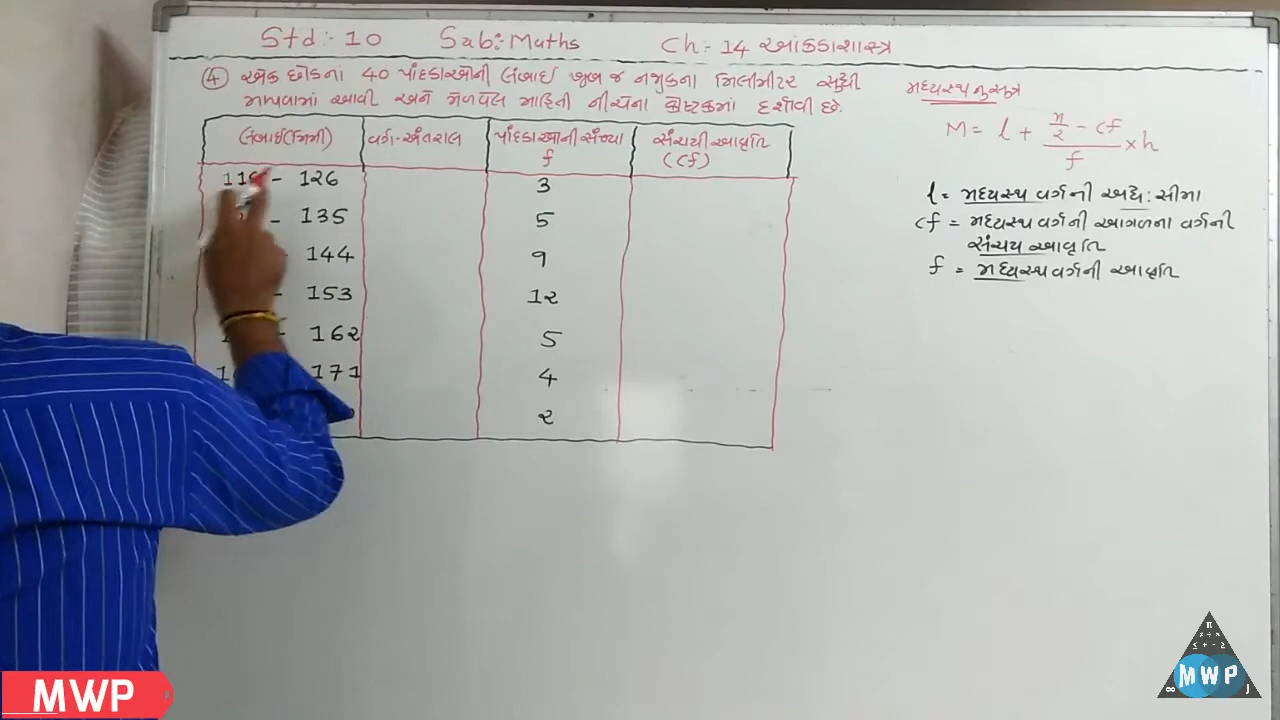 Std :- 10 Sub:- Maths Ch :- 14 આંકડાશાસ્ત્ર
④ એક છોડનાં 40 પાંદડાઓની લંબાઈ ખૂબ જ નજીકના મિલીમીટર સુધી
માપવામાં આવી અને મળેલ માહિતી નીચેના કોષ્ટકમાં દર્શાવી છે.
લંબાઈ(મિમી) વર્ગ-અંતરાલ પાંદડાઓની સંખ્યા f સંચયી આવૃતિ (cf)
- 126 3
- 135 5
144 9
153 12
- 162 5
171 4
2
મધ્યસ્થનુસૂત્ર
M = l + \frac{\frac{n}{2} - cf}{f} × h
l = મધ્યસ્થ વર્ગની અધ: સીમા
cf = મધ્યસ્થ વર્ગની આગળના વર્ગની
સંચય આવૃતિ
f = મધ્યસ્થ વર્ગની આવૃતિ
MWP
MWP